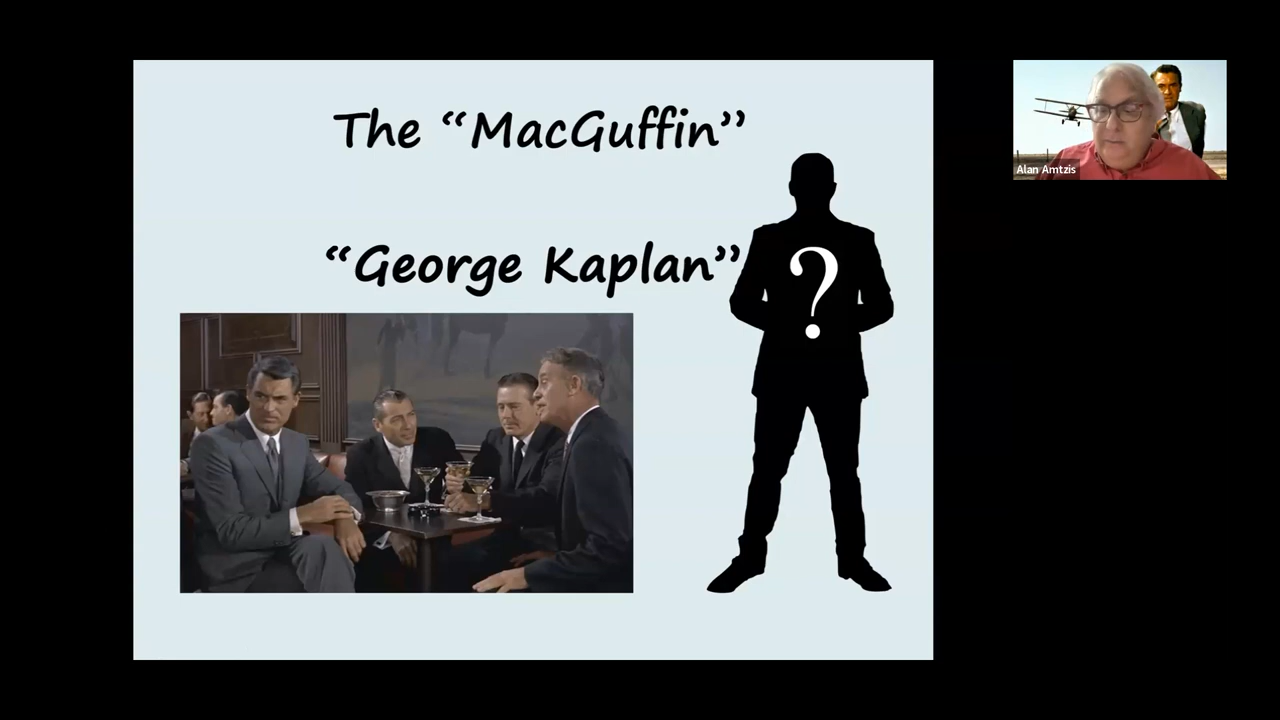 The “MacGuffin”
“George Kaplan”
?
Alan Amtzis